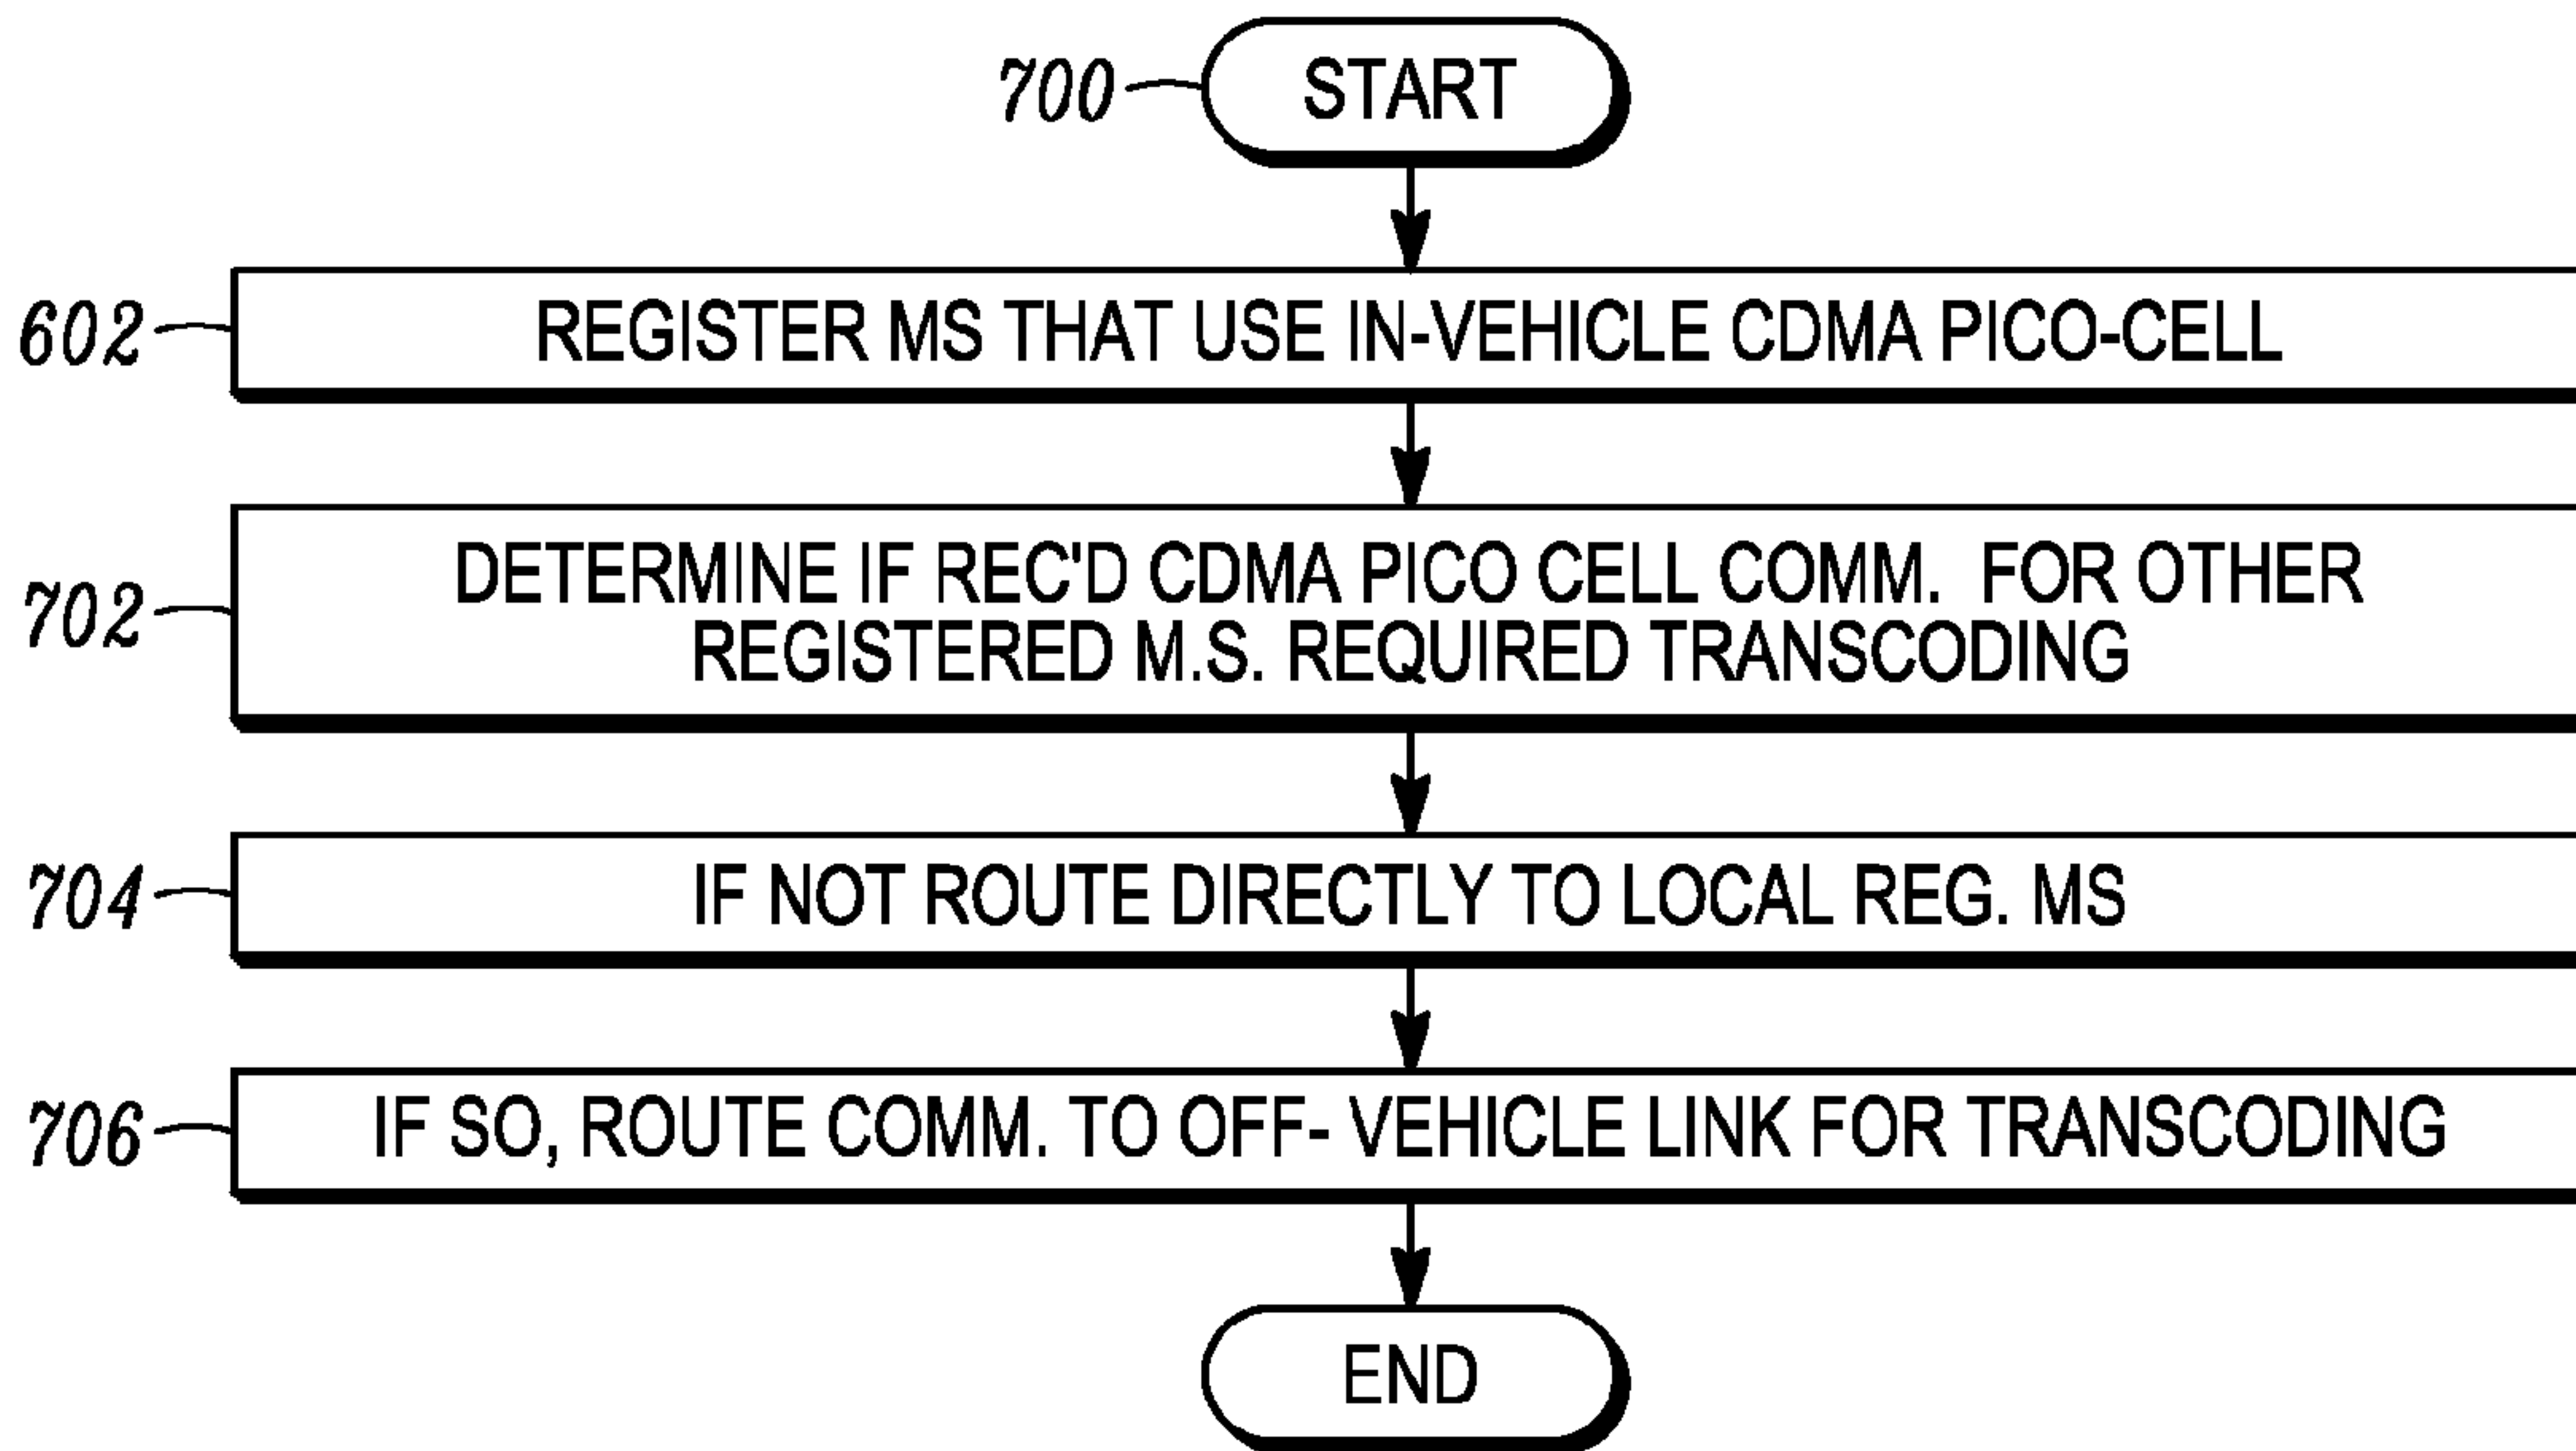 700 START
602 REGISTER MS THAT USE IN-VEHICLE CDMA PICO-CELL
702 DETERMINE IF REC'D CDMA PICO CELL COMM. FOR OTHER
REGISTERED M.S. REQUIRED TRANSCODING
704 IF NOT ROUTE DIRECTLY TO LOCAL REG. MS
706 IF SO, ROUTE COMM. TO OFF- VEHICLE LINK FOR TRANSCODING
END